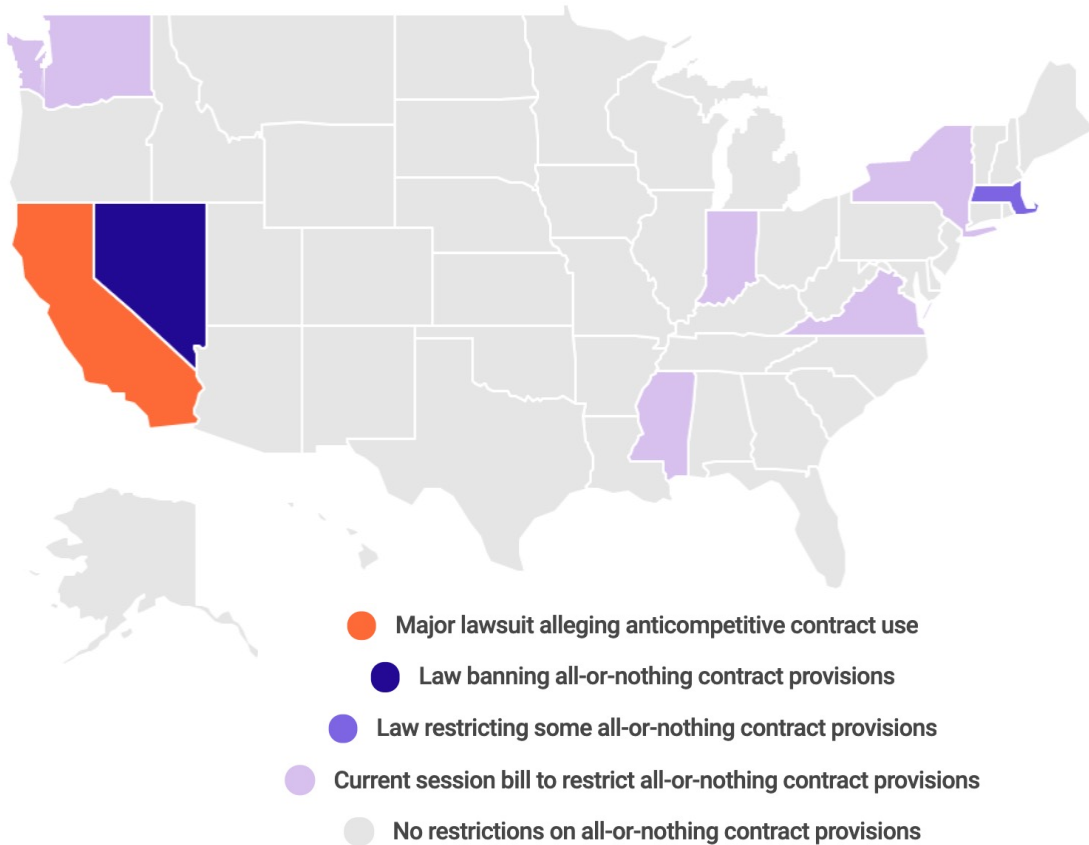 Major lawsuit alleging anticompetitive contract use
Law banning all-or-nothing contract provisions
Law restricting some all-or-nothing contract provisions
Current session bill to restrict all-or-nothing contract provisions
No restrictions on all-or-nothing contract provisions